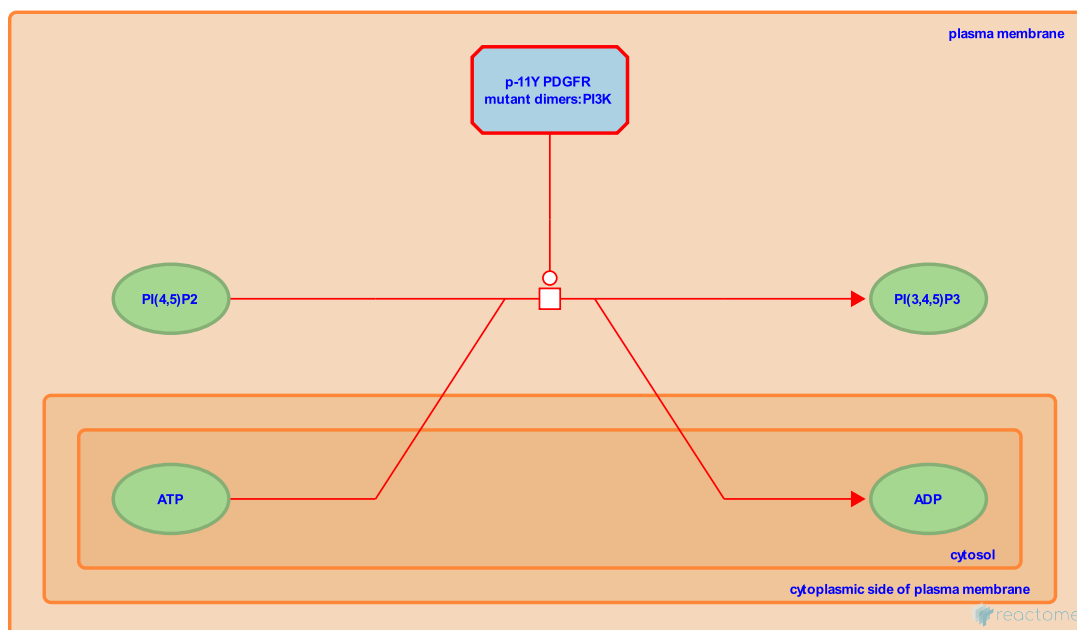 plasma membrane
p-11Y PDGFR
mutant dimers:PI3K
PI(4,5)P2
PI(3,4,5)P3
ATP
ADP
cytosol
cytoplasmic side of plasma membrane
reactome